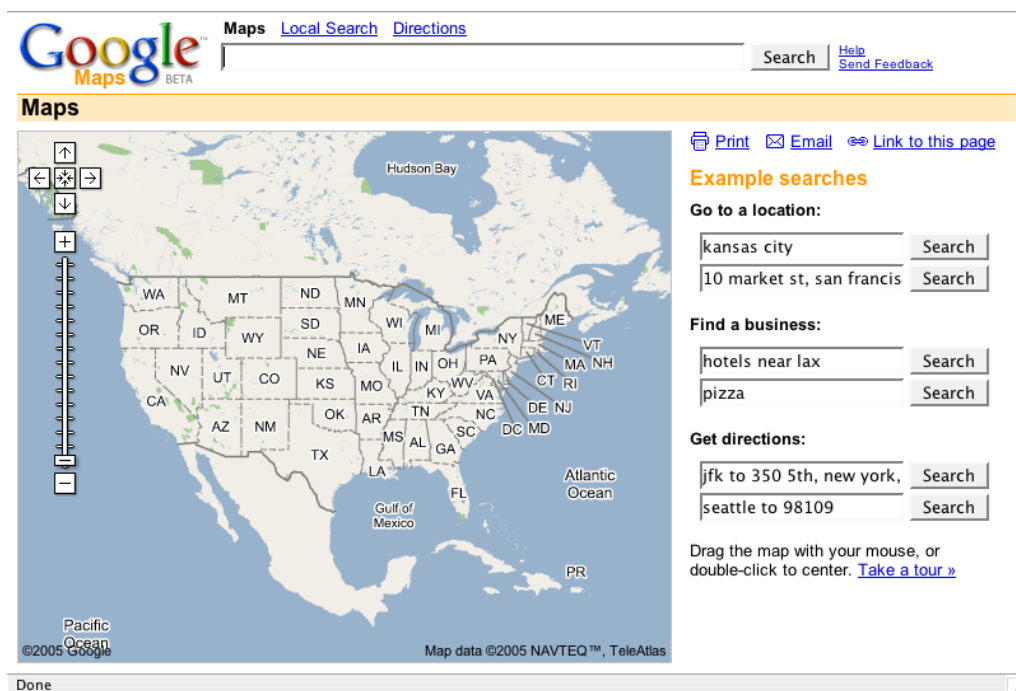 Google™
Maps BETA
Maps Local Search Directions
Search
Help
Send Feedback
Maps
Hudson Bay
WA
MT
ND
MN
OR
ID
WY
SD
WI
MI
NY
ME
VT
NH
MA
NV
UT
CO
NE
IA
IL
IN
OH
PA
CT
RI
CA
KS
MO
KY
WV
VA
DE
NJ
AZ
NM
OK
AR
TN
NC
DC
MD
TX
MS
AL
GA
SC
LA
FL
Gulf of
Mexico
Atlantic
Ocean
PR
Pacific
Ocean
©2005 Google
Map data ©2005 NAVTEQ™, TeleAtlas
Print Email Link to this page
Example searches
Go to a location:
kansas city Search
10 market st, san francis Search
Find a business:
hotels near lax Search
pizza Search
Get directions:
jfk to 350 5th, new york, Search
seattle to 98109 Search
Drag the map with your mouse, or
double-click to center. Take a tour »
Done